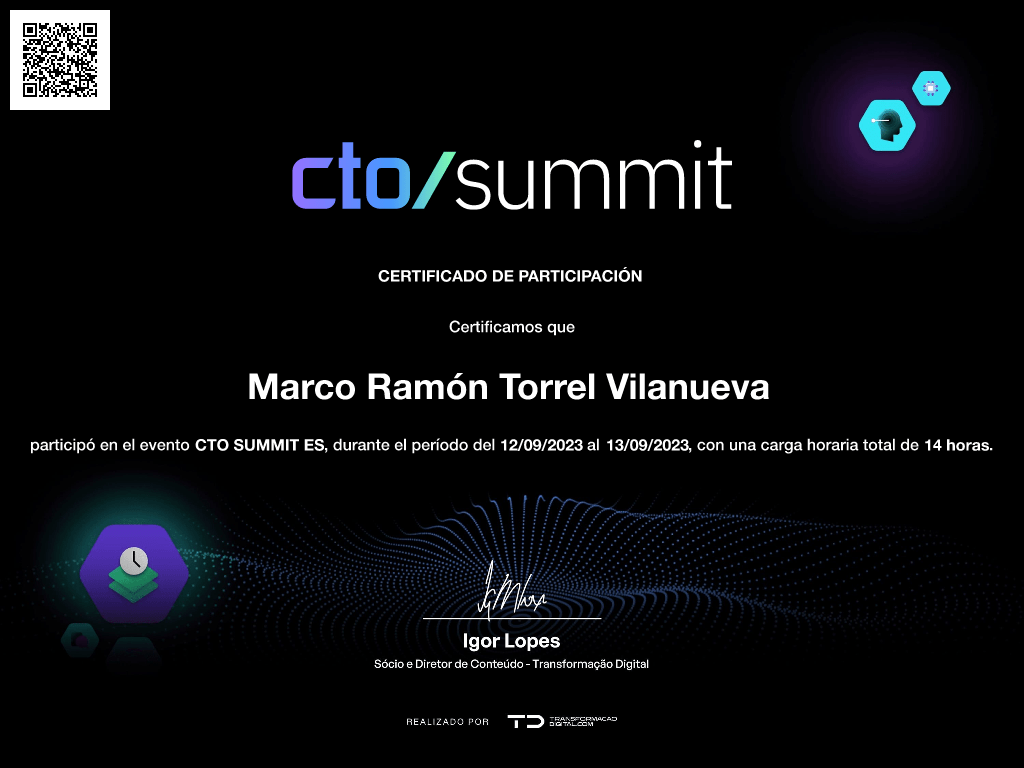 cto/summit
CERTIFICADO DE PARTICIPACIÓN
Certificamos que
Marco Ramón Torrel Vilanueva
participó en el evento CTO SUMMIT ES, durante el período del 12/09/2023 al 13/09/2023, con una carga horaria total de 14 horas.
Igor Lopes
Sócio e Diretor de Conteúdo - Transformação Digital
REALIZADO POR TD TRANSFORMACAO
DIGITAL.COM